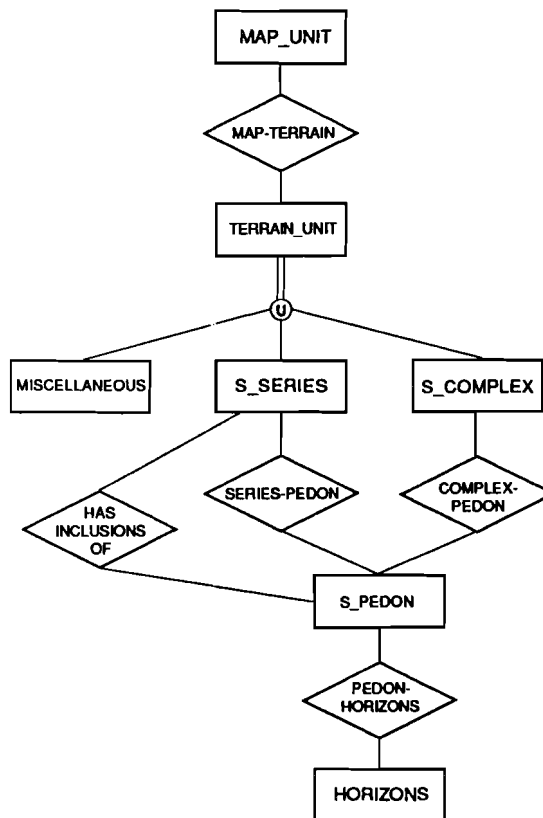 MAP_UNIT
MAP-TERRAIN
TERRAIN_UNIT
U
MISCELLANEOUS
S_SERIES
S_COMPLEX
HAS
INCLUSIONS
OF
SERIES-PEDON
COMPLEX-
PEDON
S_PEDON
PEDON-
HORIZONS
HORIZONS